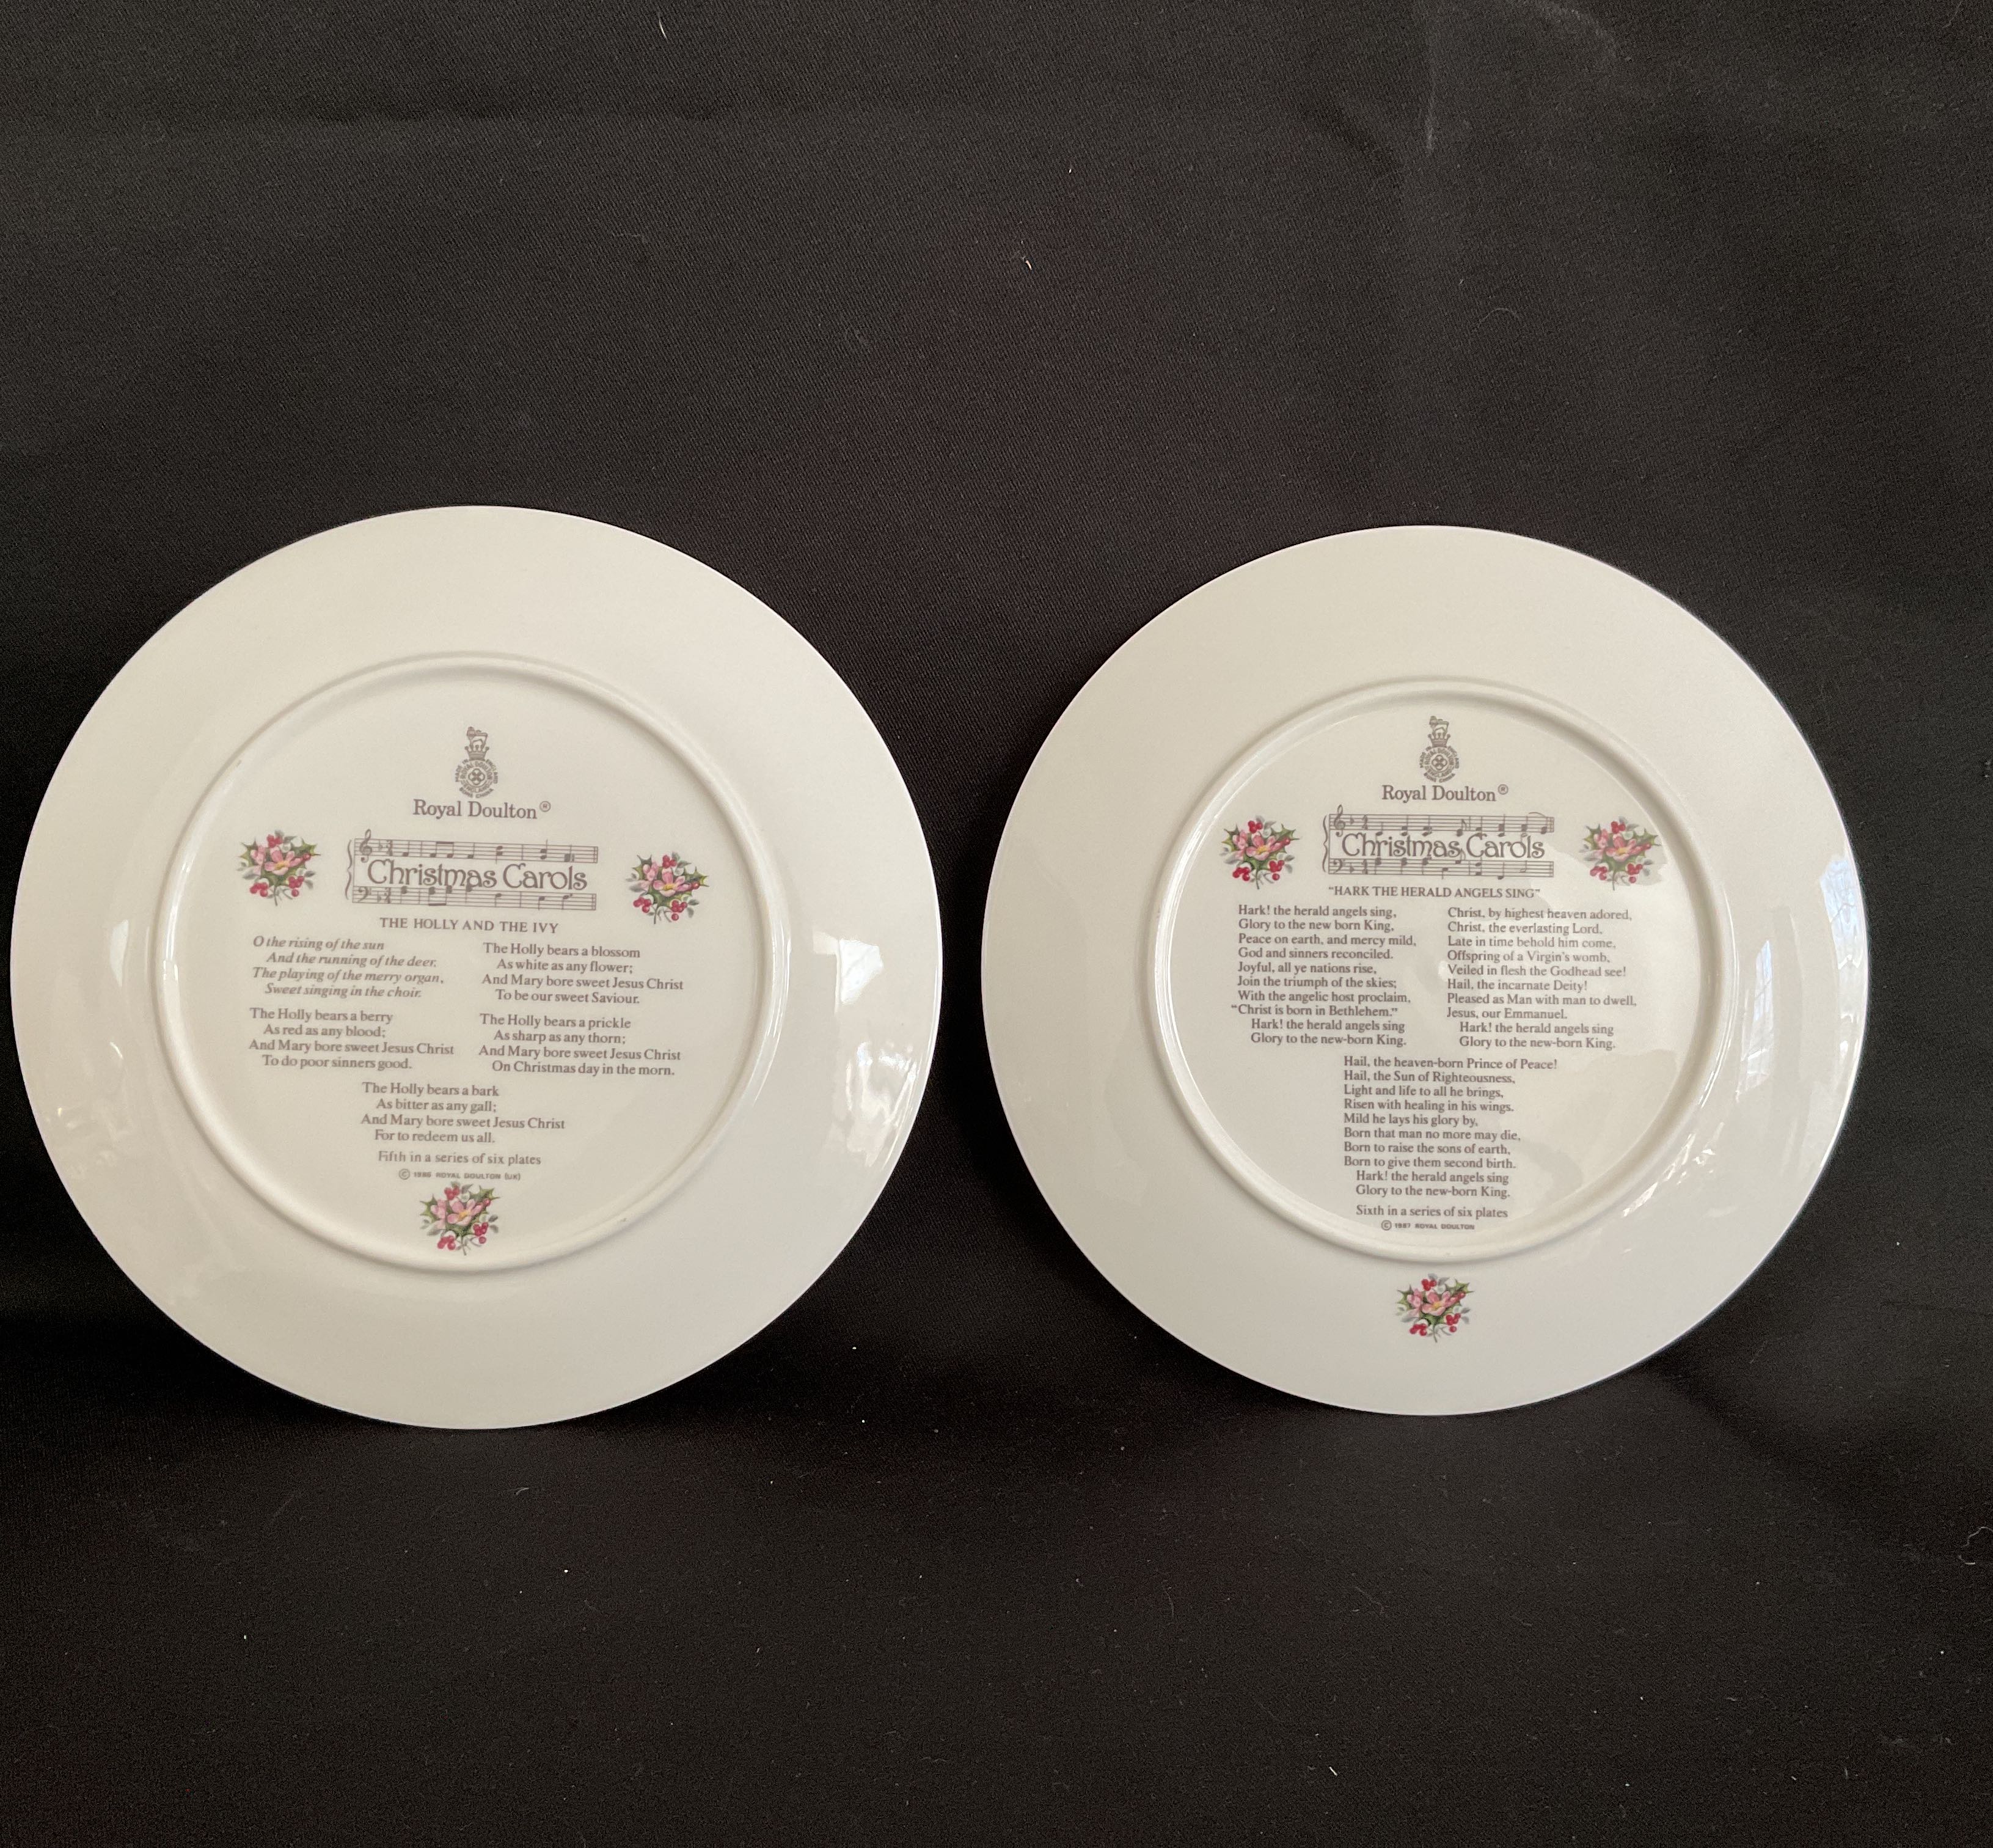 Royal Doulton®
Christmas Carols
THE HOLLY AND THE IVY
O the rising of the sun
And the running of the deer,
The playing of the merry organ,
Sweet singing in the choir.
The Holly bears a berry
As red as any blood;
And Mary bore sweet Jesus Christ
To do poor sinners good.
The Holly bears a blossom
As white as any flower;
And Mary bore sweet Jesus Christ
To be our sweet Saviour.
The Holly bears a prickle
As sharp as any thorn;
And Mary bore sweet Jesus Christ
On Christmas day in the morn.
The Holly bears a bark
As bitter as any gall;
And Mary bore sweet Jesus Christ
For to redeem us all.
Fifth in a series of six plates
© ROYAL DOULTON (UK)
Royal Doulton®
Christmas Carols
"HARK THE HERALD ANGELS SING"
Hark! the herald angels sing,
Glory to the new born King,
Peace on earth, and mercy mild,
God and sinners reconciled.
Joyful, all ye nations rise,
Join the triumph of the skies;
With the angelic host proclaim,
"Christ is born in Bethlehem."
Hark! the herald angels sing
Glory to the new-born King.
Christ, by highest heaven adored,
Christ, the everlasting Lord,
Late in time behold him come,
Offspring of a Virgin's womb,
Veiled in flesh the Godhead see!
Hail, the incarnate Deity!
Pleased as Man with man to dwell,
Jesus, our Emmanuel.
Hark! the herald angels sing
Glory to the new-born King.
Hail, the heaven-born Prince of Peace!
Hail, the Sun of Righteousness,
Light and life to all he brings,
Risen with healing in his wings.
Mild he lays his glory by,
Born that man no more may die,
Born to raise the sons of earth,
Born to give them second birth.
Hark! the herald angels sing
Glory to the new-born King.
Sixth in a series of six plates
© 1987 ROYAL DOULTON